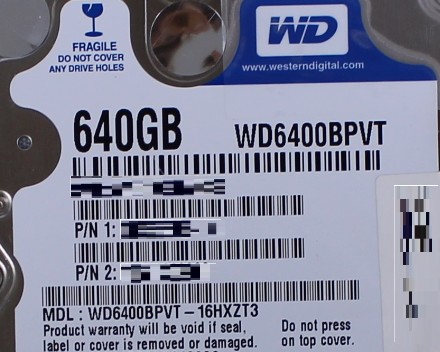 FRAGILE
DO NOT COVER
ANY DRIVE HOLES
WD
www.westerndigital.com
640GB WD6400BPVT
P/N 1:
P/N 2:
MDL : WD6400BPVT - 16HXZT3
Product warranty will be void if seal,
label or cover is removed or damaged.
Do not press
on top cover.